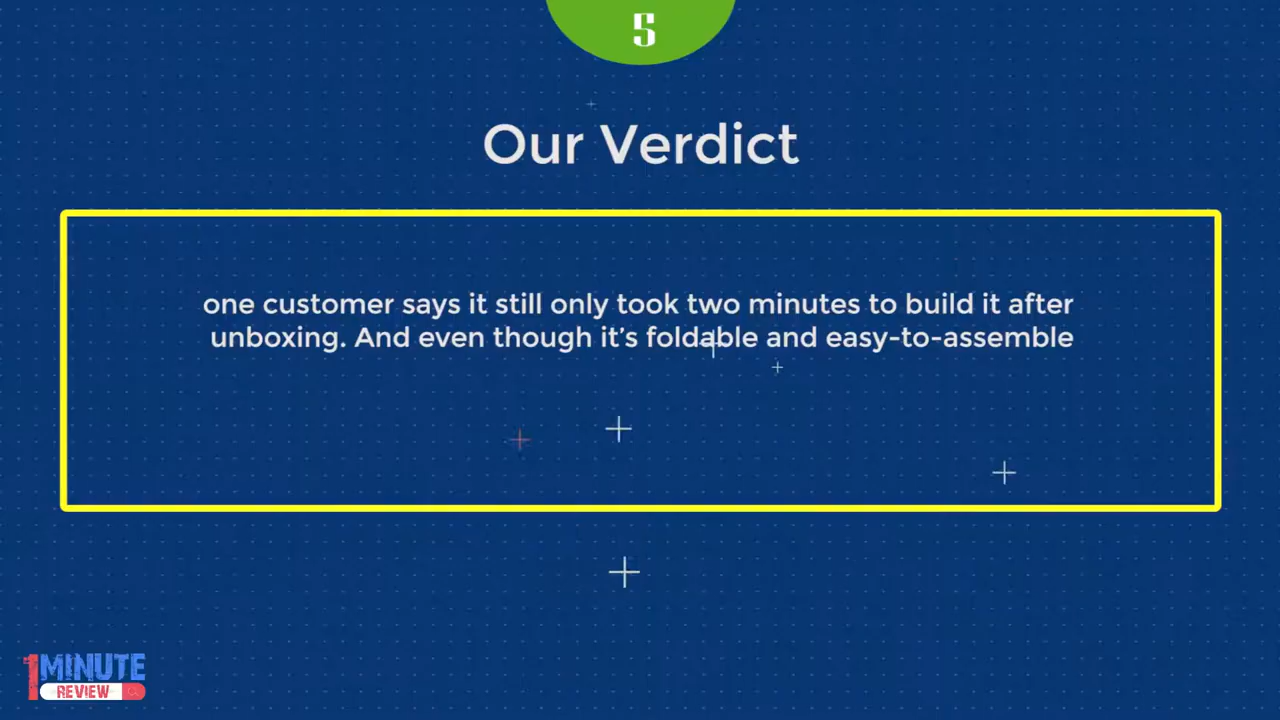 5
Our Verdict
one customer says it still only took two minutes to build it after
unboxing. And even though it’s foldable and easy-to-assemble
1MINUTE
REVIEW